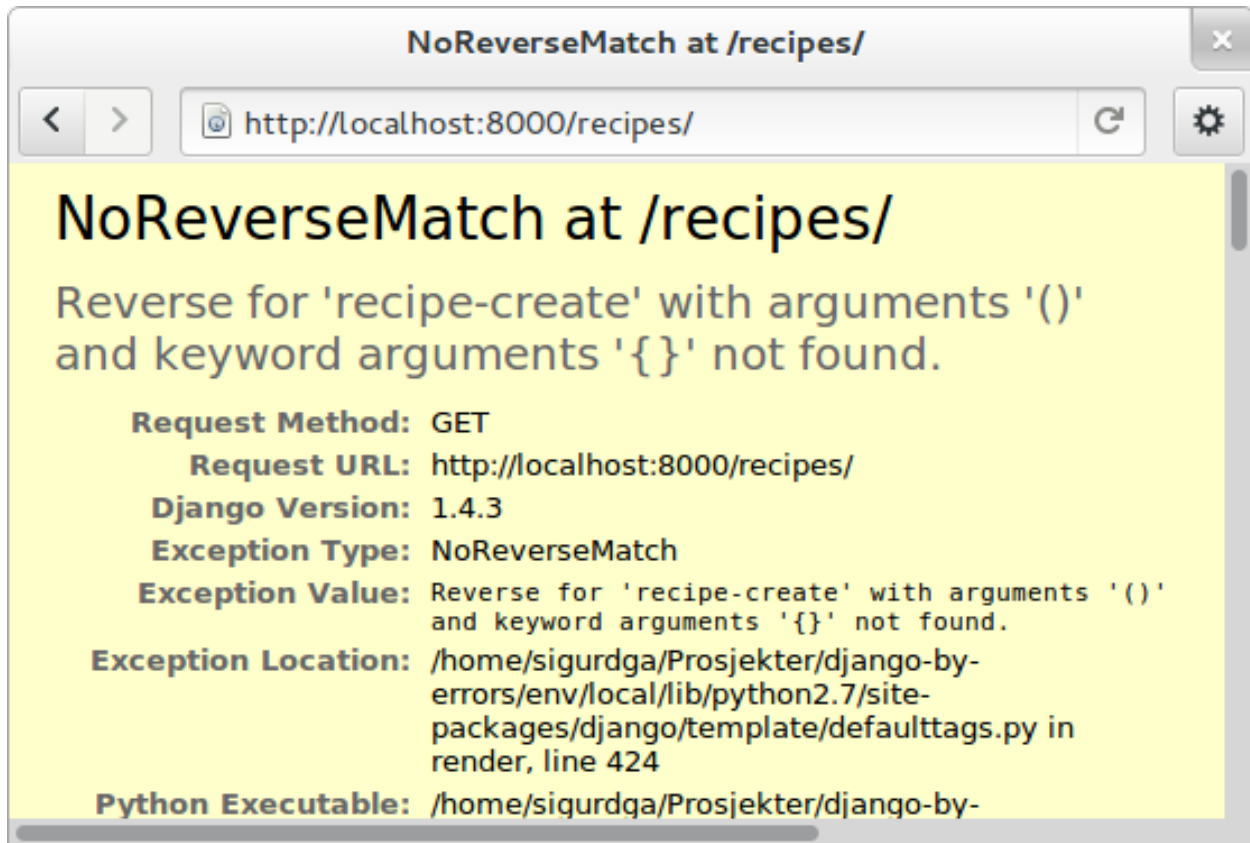 NoReverseMatch at /recipes/
http://localhost:8000/recipes/
NoReverseMatch at /recipes/
Reverse for 'recipe-create' with arguments '()'
and keyword arguments '{}' not found.
Request Method: GET
Request URL: http://localhost:8000/recipes/
Django Version: 1.4.3
Exception Type: NoReverseMatch
Exception Value: Reverse for 'recipe-create' with arguments '()'
and keyword arguments '{}' not found.
Exception Location: /home/sigurdga/Prosjekter/django-by-
errors/env/local/lib/python2.7/site-
packages/django/template/defaulttags.py in
render, line 424
Python Executable: /home/sigurdga/Prosjekter/django-by-